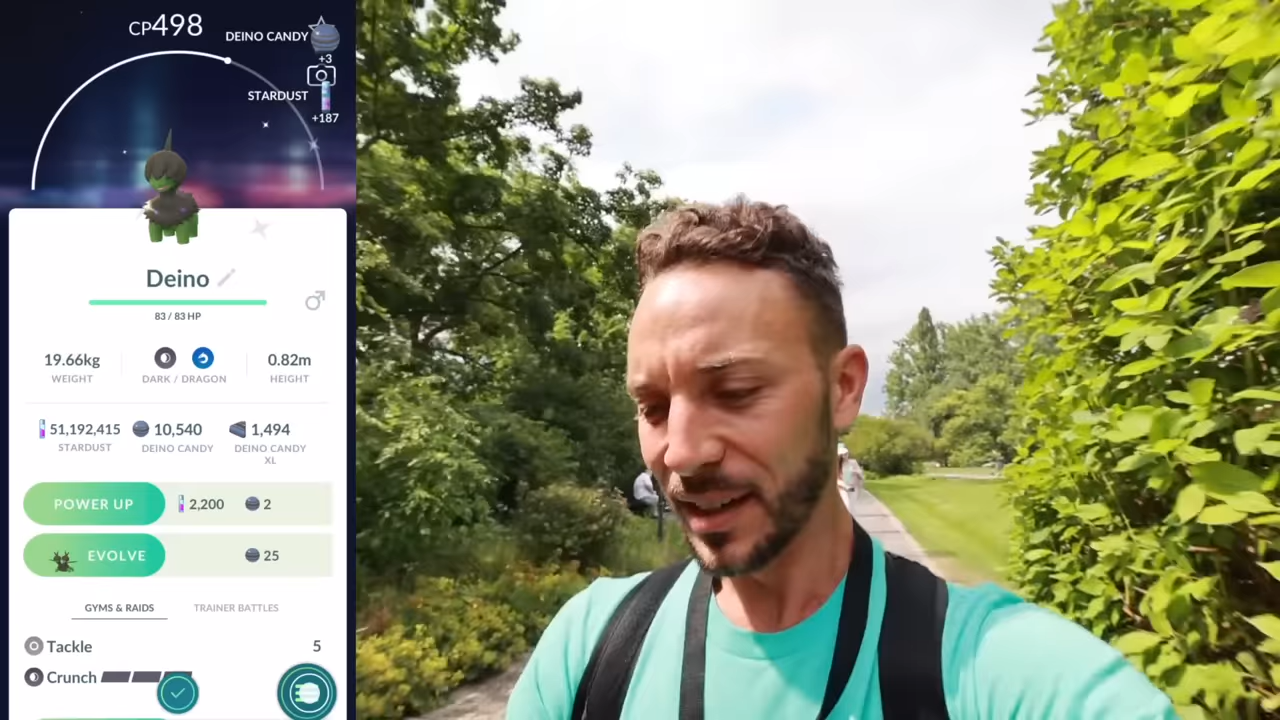 CP498
DEINO CANDY
+3
STARDUST
+187
Deino
83 / 83 HP
19.66kg
WEIGHT
DARK / DRAGON
0.82m
HEIGHT
51,192,415
STARDUST
10,540
DEINO CANDY
1,494
DEINO CANDY
XL
POWER UP
2,200
2
EVOLVE
25
GYMS & RAIDS
TRAINER BATTLES
Tackle
5
Crunch